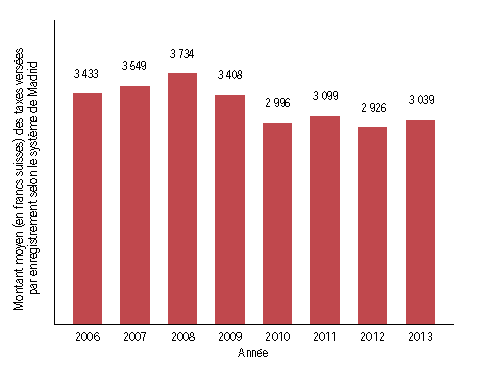 Montant moyen (en francs suisses) des taxes versées
par enregistrement selon le système de Madrid
3 433
3 549
3 734
3 408
2 996
3 099
2 926
3 039
2006 2007 2008 2009 2010 2011 2012 2013
Année